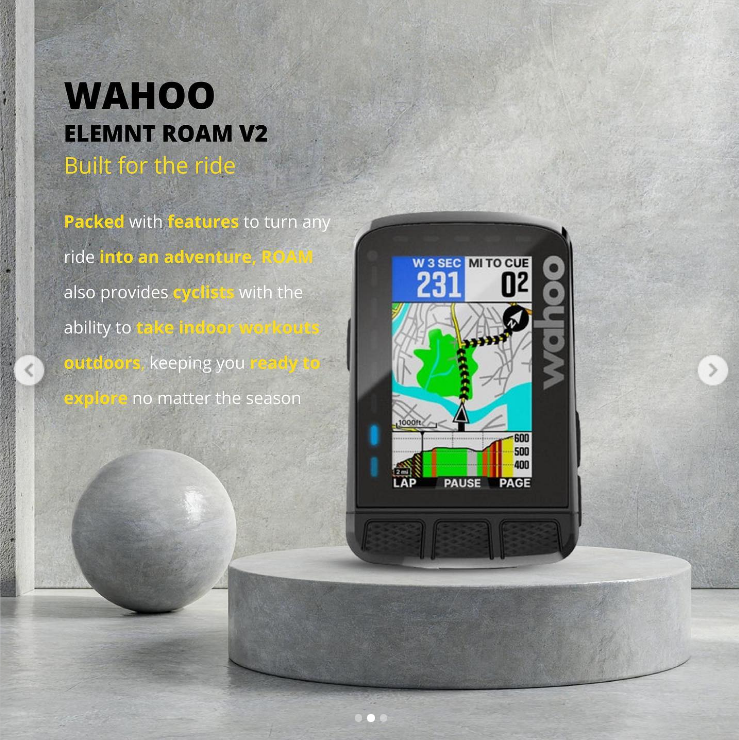 WAHOO
ELEMNT ROAM V2
Built for the ride
Packed with features to turn any
ride into an adventure, ROAM
also provides cyclists with the
ability to take indoor workouts
outdoors, keeping you ready to
explore no matter the season
W 3 SEC MI TO CUE
231 02
N
1000ft
600
500
400
2 mi
LAP PAUSE PAGE
wahoo